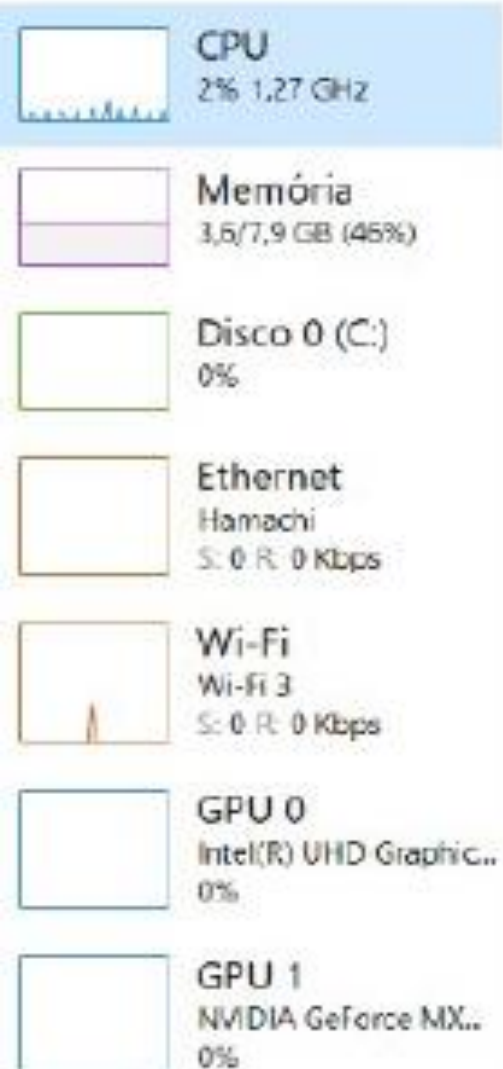 CPU
2% 1,27 GHz
Memória
3,6/7,9 GB (46%)
Disco 0 (C:)
0%
Ethernet
Hamachi
S: 0 R: 0 Kbps
Wi-Fi
Wi-Fi 3
S: 0 R: 0 Kbps
GPU 0
Intel(R) UHD Graphic...
0%
GPU 1
NVIDIA GeForce MX...
0%